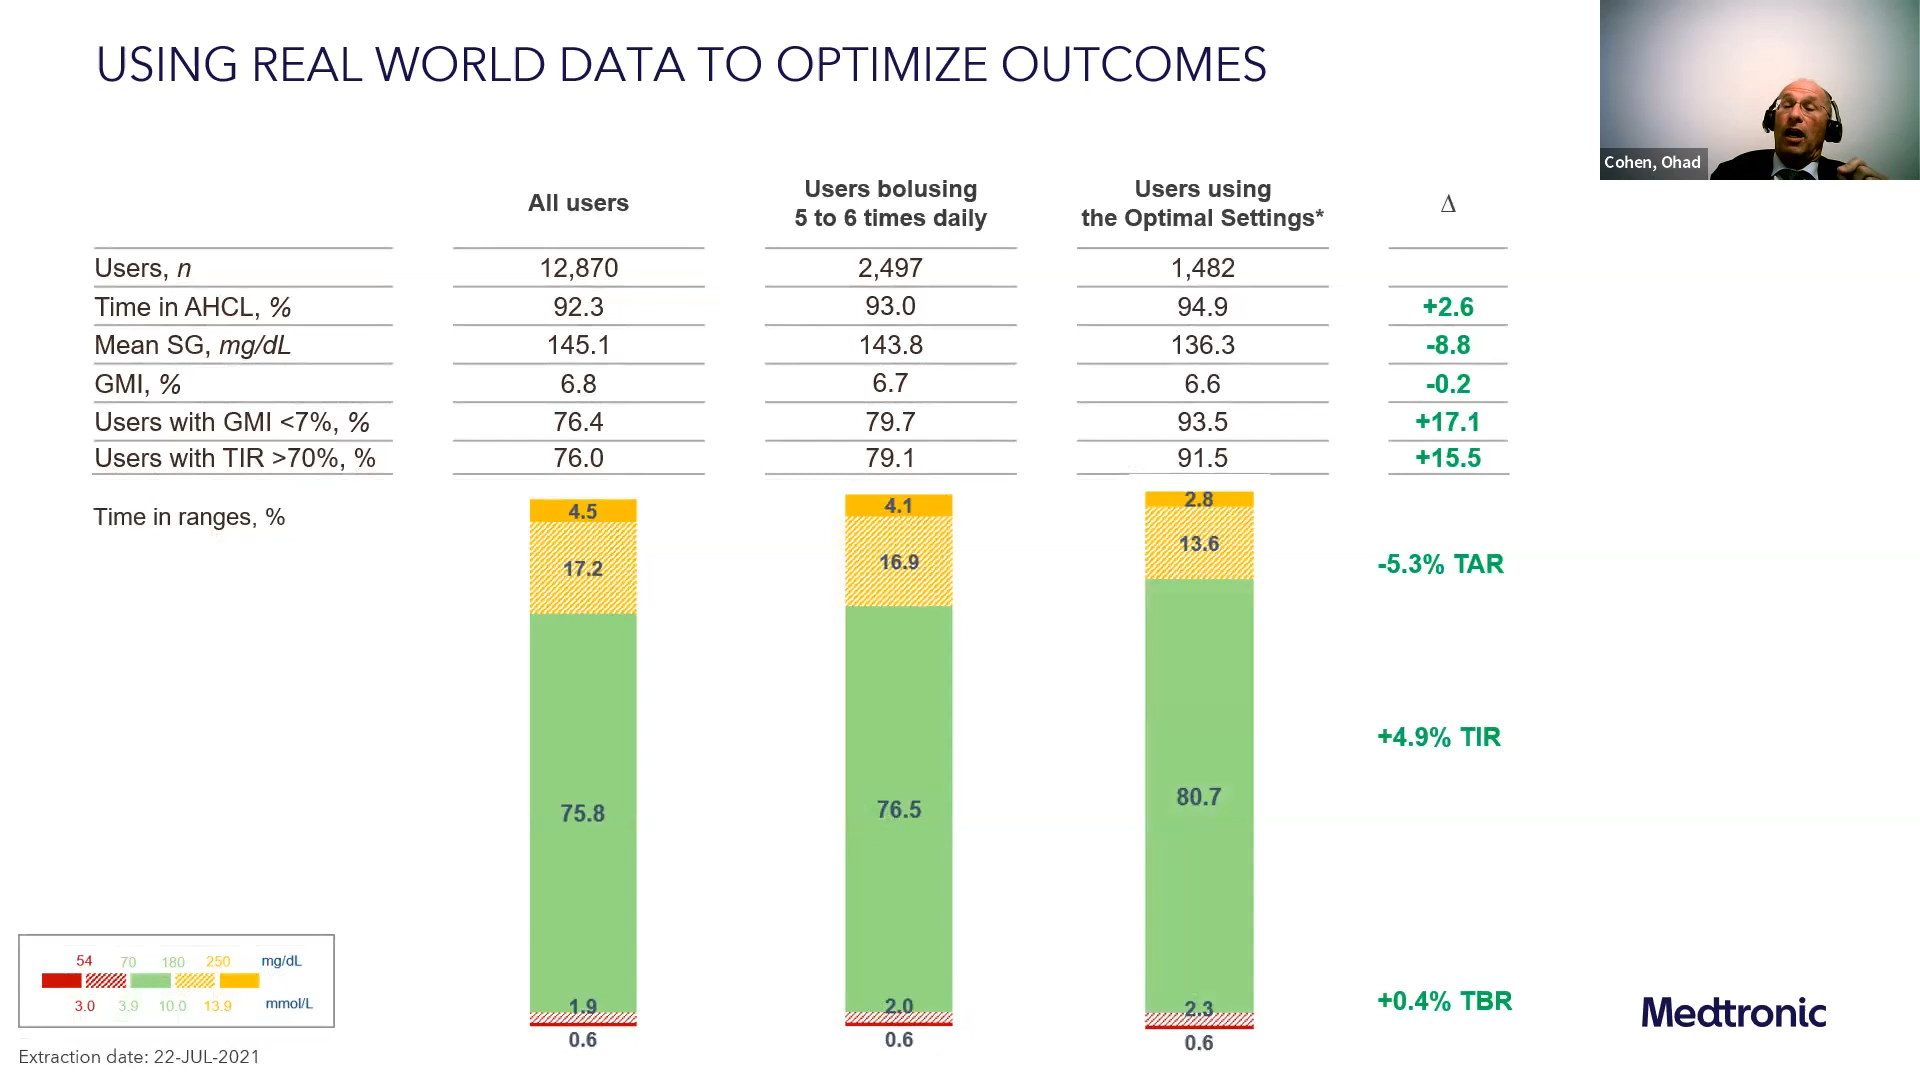 USING REAL WORLD DATA TO OPTIMIZE OUTCOMES
Cohen, Ohad
All users
Users bolusing
5 to 6 times daily
Users using
the Optimal Settings*
Δ
Users, n 12,870 2,497 1,482
Time in AHCL, % 92.3 93.0 94.9 +2.6
Mean SG, mg/dL 145.1 143.8 136.3 -8.8
GMI, % 6.8 6.7 6.6 -0.2
Users with GMI <7%, % 76.4 79.7 93.5 +17.1
Users with TIR >70%, % 76.0 79.1 91.5 +15.5
Time in ranges, %
4.5 4.1 2.8
17.2 16.9 13.6
-5.3% TAR
75.8 76.5 80.7
+4.9% TIR
1.9 2.0 2.3
+0.4% TBR
0.6 0.6 0.6
54 70 180 250 mg/dL
3.0 3.9 10.0 13.9 mmol/L
Extraction date: 22-JUL-2021
Medtronic